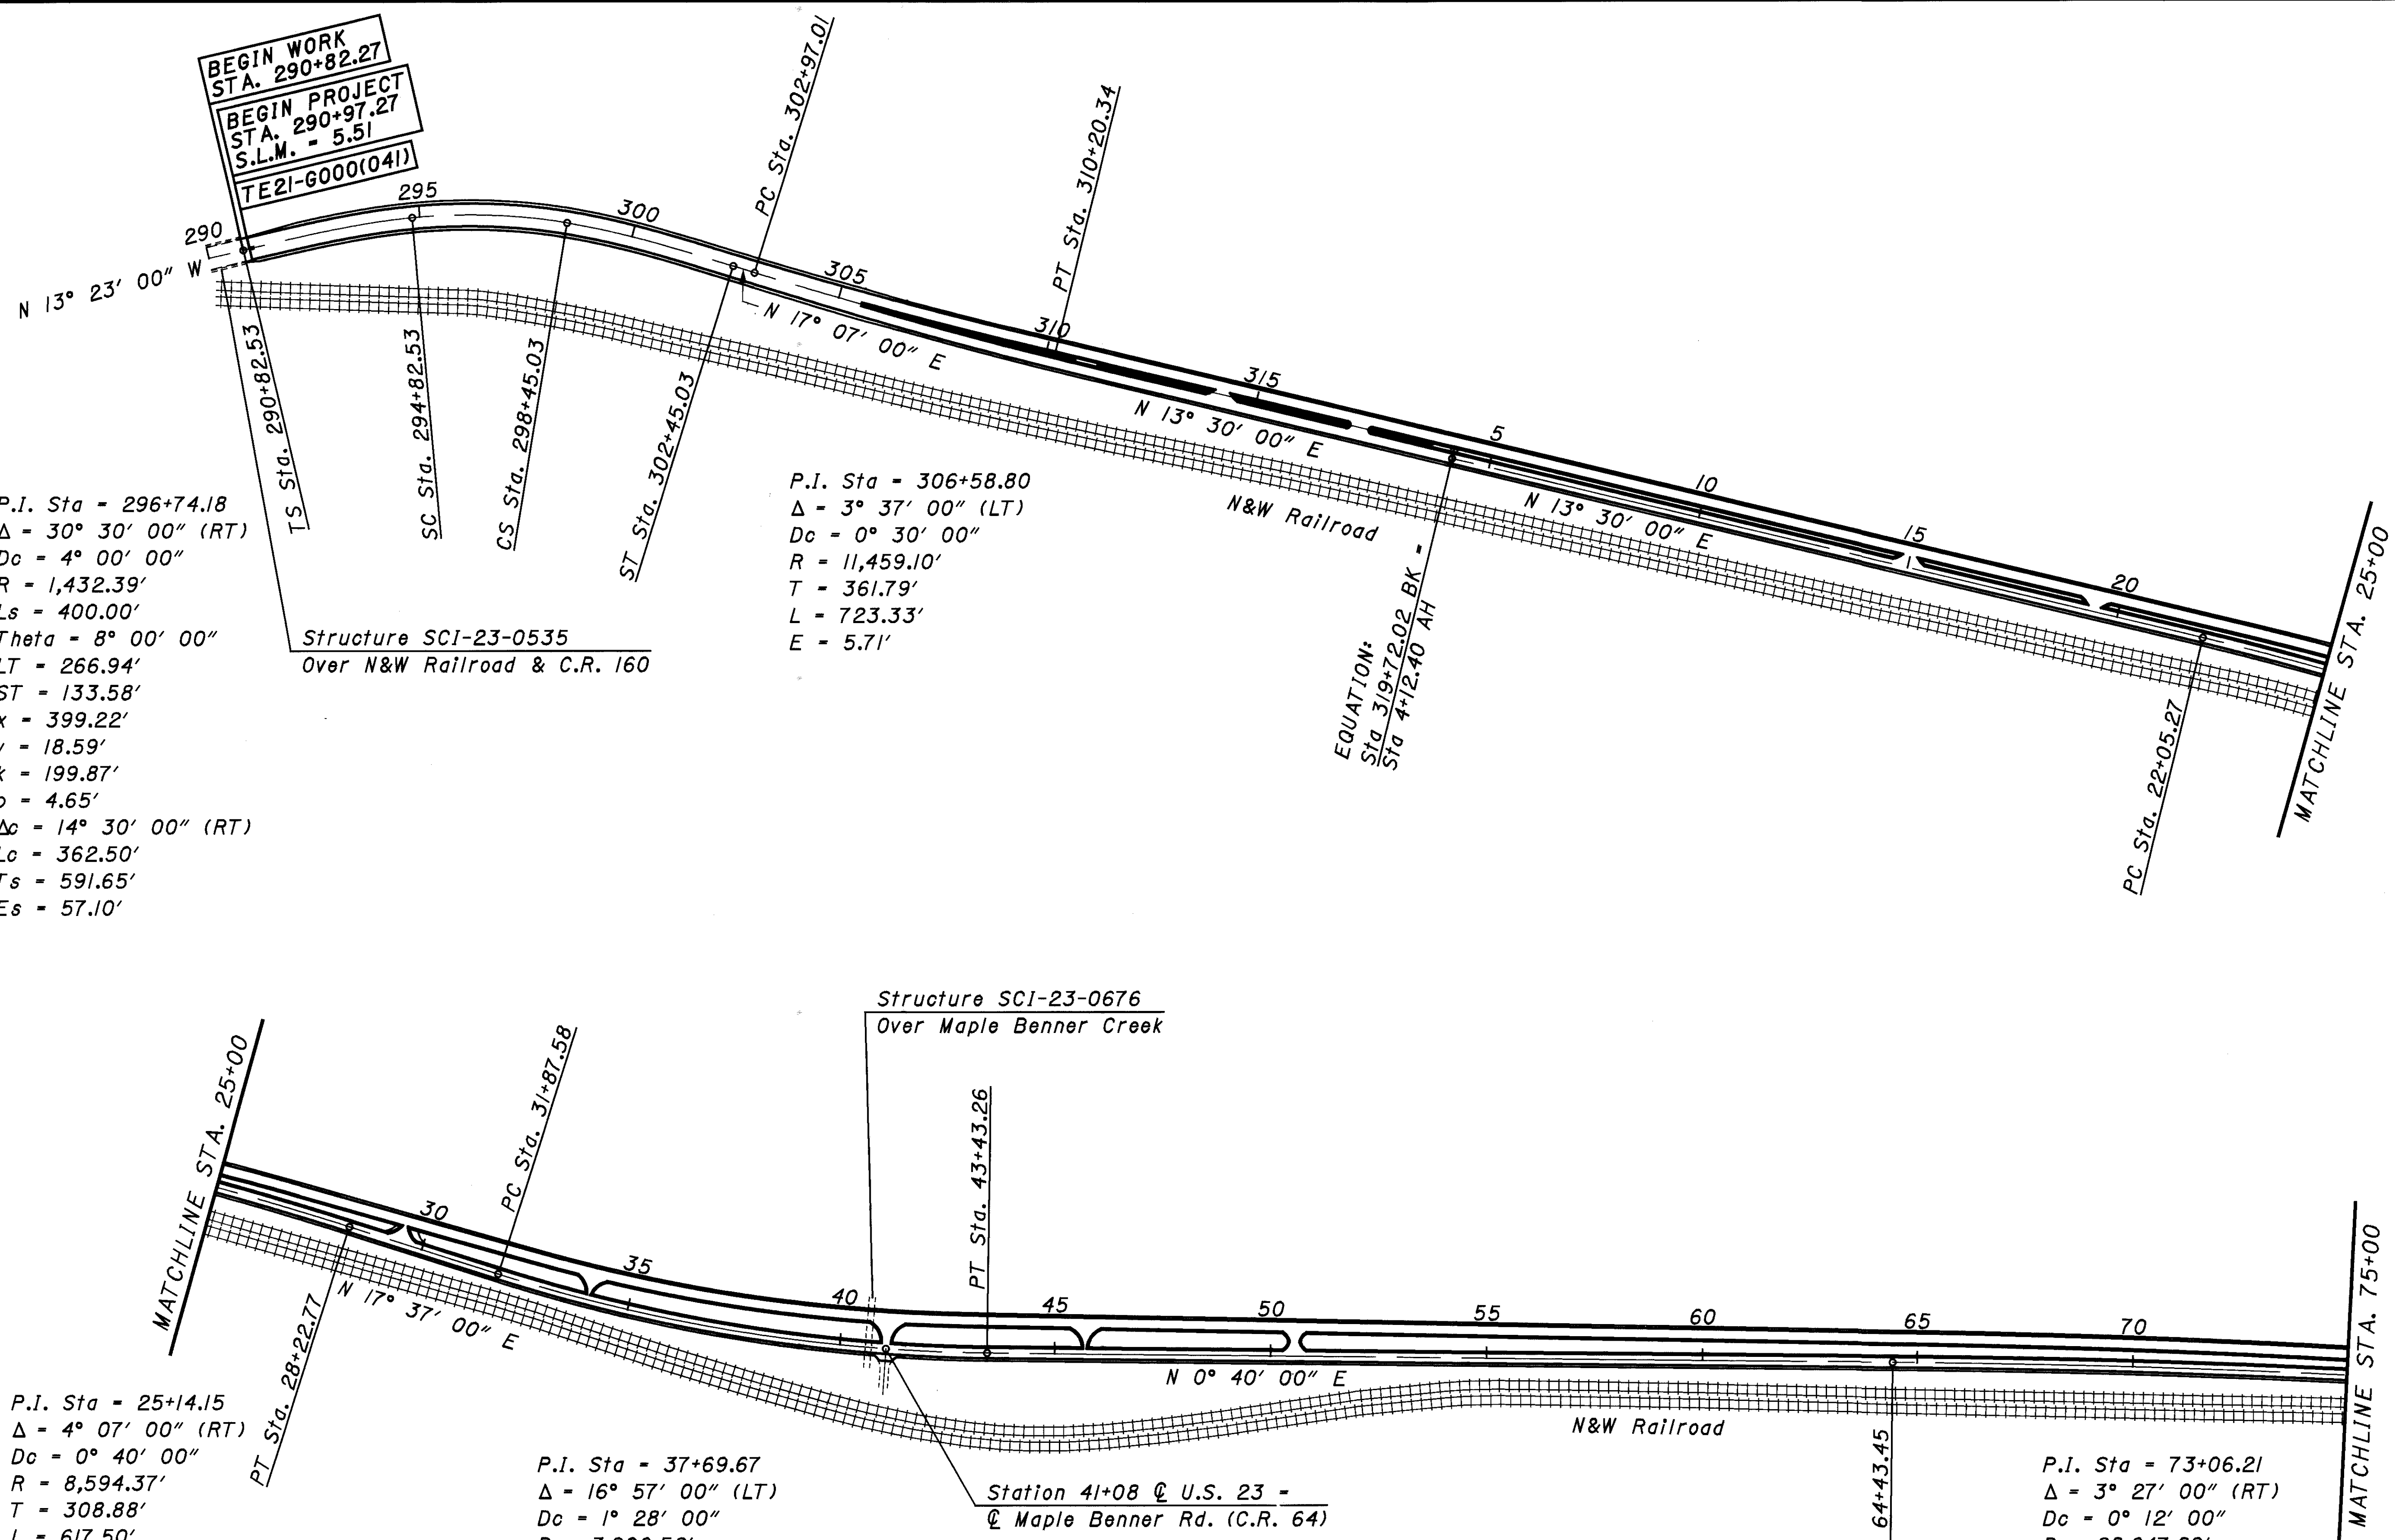 BEGIN WORK
STA. 290+82.27
BEGIN PROJECT
STA. 290+97.27
S.L.M. = 5.51
TE21-G000(041)
290
295
300
305
310
315
5
10
15
20
N 13° 23' 00" W
PC Sta. 302+97.01
PT Sta. 310+20.34
N 17° 07' 00" E
N 13° 30' 00" E
N 13° 30' 00" E
N&W Railroad
TS Sta. 290+82.53
SC Sta. 294+82.53
CS Sta. 298+45.03
ST Sta. 302+45.03
EQUATION:
Sta 319+72.02 BK =
Sta 4+12.40 AH
PC Sta. 22+05.27
MATCHLINE STA. 25+00
P.I. Sta = 296+74.18
Δ = 30° 30' 00" (RT)
Dc = 4° 00' 00"
R = 1,432.39'
Ls = 400.00'
Theta = 8° 00' 00"
LT = 266.94'
ST = 133.58'
x = 399.22'
= 18.59'
k = 199.87'
= 4.65'
Δc = 14° 30' 00" (RT)
Lc = 362.50'
Ts = 591.65'
Es = 57.10'
Structure SCI-23-0535
Over N&W Railroad & C.R. 160
P.I. Sta = 306+58.80
Δ = 3° 37' 00" (LT)
Dc = 0° 30' 00"
R = 11,459.10'
T = 361.79'
L = 723.33'
E = 5.71'
Structure SCI-23-0676
Over Maple Benner Creek
MATCHLINE STA. 25+00
PC Sta. 31+87.58
PT Sta. 43+43.26
30
35
40
45
50
55
60
65
70
MATCHLINE STA. 75+00
N 17° 37' 00" E
N 0° 40' 00" E
N&W Railroad
PT Sta. 28+22.77
64+43.45
P.I. Sta = 25+14.15
Δ = 4° 07' 00" (RT)
Dc = 0° 40' 00"
R = 8,594.37'
T = 308.88'
L = 617.50'
P.I. Sta = 37+69.67
Δ = 16° 57' 00" (LT)
Dc = 1° 28' 00"
Station 41+08 ℄ U.S. 23 =
℄ Maple Benner Rd. (C.R. 64)
P.I. Sta = 73+06.21
Δ = 3° 27' 00" (RT)
Dc = 0° 12' 00"